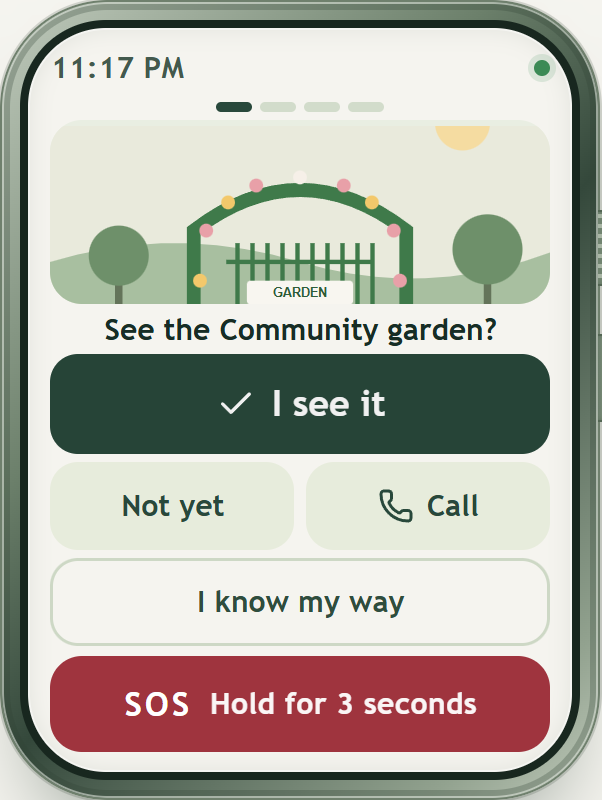 11:17 PM
GARDEN
See the Community garden?
I see it
Not yet
Call
I know my way
SOS Hold for 3 seconds